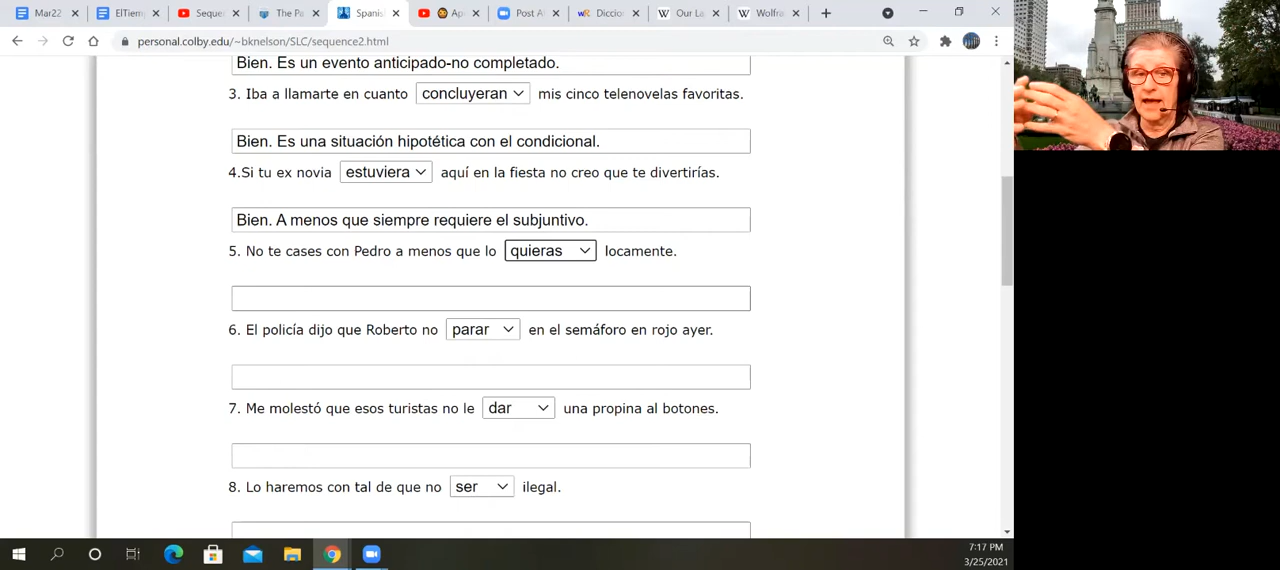 Mar22
ElTiem
Seque
The Pa
Spanis
Ap
Post A
Diccio
Our La
Wolfra
personal.colby.edu/~bknelson/SLC/sequence2.html
Bien. Es un evento anticipado-no completado.
3. Iba a llamarte en cuanto concluyeran mis cinco telenovelas favoritas.
Bien. Es una situación hipotética con el condicional.
4.Si tu ex novia estuviera aquí en la fiesta no creo que te divertirías.
Bien. A menos que siempre requiere el subjuntivo.
5. No te cases con Pedro a menos que lo quieras locamente.
6. El policía dijo que Roberto no parar en el semáforo en rojo ayer.
7. Me molestó que esos turistas no le dar una propina al botones.
8. Lo haremos con tal de que no ser ilegal.
7:17 PM
3/25/2021